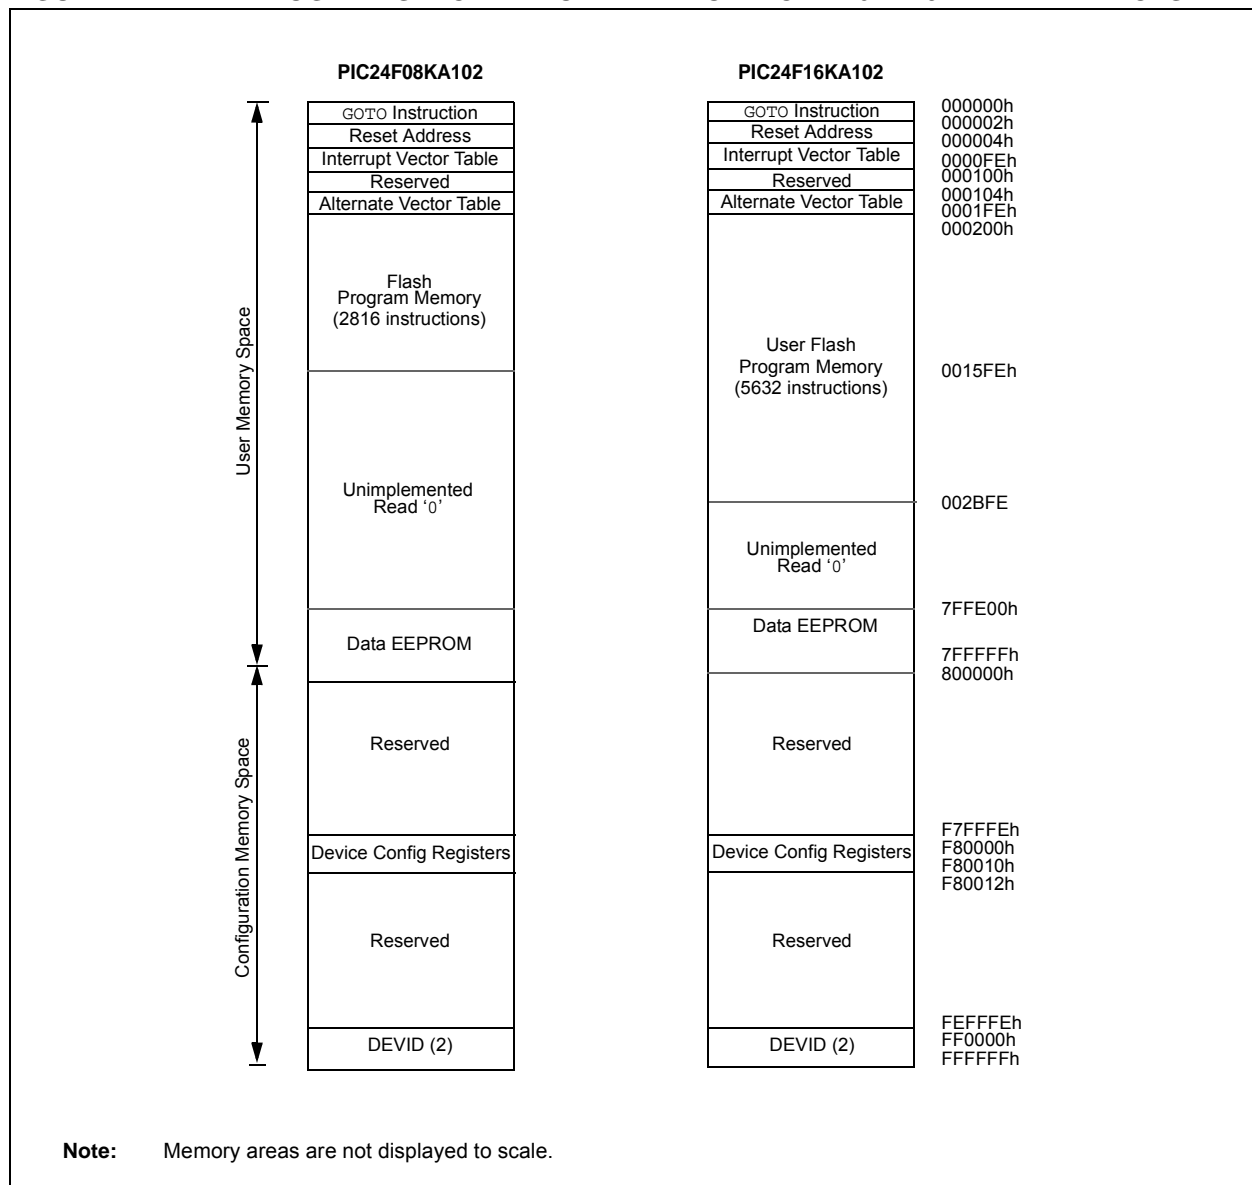 PIC24F08KA102
PIC24F16KA102
GOTO Instruction
Reset Address
Interrupt Vector Table
Reserved
Alternate Vector Table
Flash
Program Memory
(2816 instructions)
Unimplemented
Read ‘0’
Data EEPROM
Reserved
Device Config Registers
Reserved
DEVID (2)
GOTO Instruction
Reset Address
Interrupt Vector Table
Reserved
Alternate Vector Table
User Flash
Program Memory
(5632 instructions)
Unimplemented
Read ‘0’
Data EEPROM
Reserved
Device Config Registers
Reserved
DEVID (2)
000000h
000002h
000004h
0000FEh
000100h
000104h
0001FEh
000200h
0015FEh
002BFE
7FFE00h
7FFFFFh
800000h
F7FFFEh
F80000h
F80010h
F80012h
FEFFFEh
FF0000h
FFFFFFh
User Memory Space
Configuration Memory Space
Note: Memory areas are not displayed to scale.